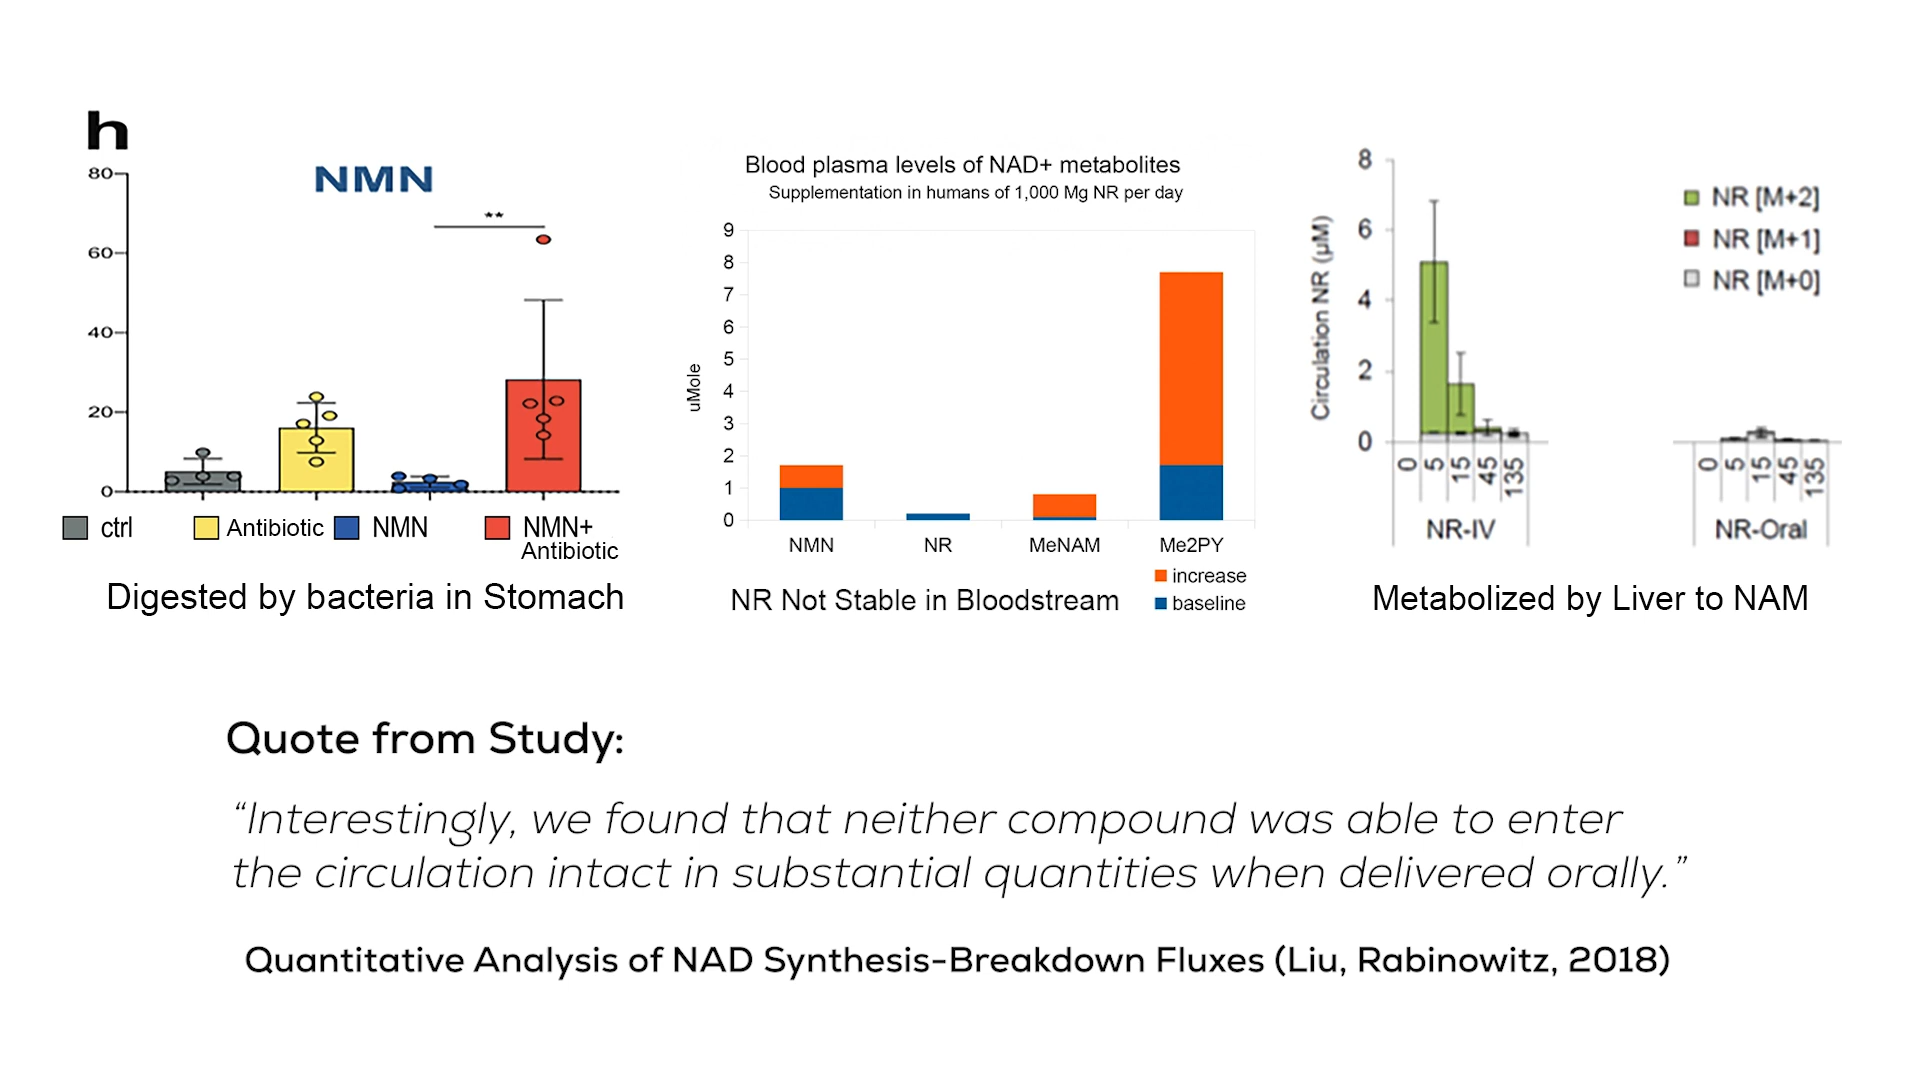 h
NMN
**
80
60
40
20
0
ctrl
Antibiotic
NMN
NMN+
Antibiotic
Digested by bacteria in Stomach
Blood plasma levels of NAD+ metabolites
Supplementation in humans of 1,000 Mg NR per day
uMole
9
8
7
6
5
4
3
2
1
0
NMN NR MeNAM Me2PY
increase
baseline
NR Not Stable in Bloodstream
Circulation NR (μM)
8
6
4
2
0
NR [M+2]
NR [M+1]
NR [M+0]
0 5 15 45 135
0 5 15 45 135
NR-IV
NR-Oral
Metabolized by Liver to NAM
Quote from Study:
“Interestingly, we found that neither compound was able to enter
the circulation intact in substantial quantities when delivered orally.”
Quantitative Analysis of NAD Synthesis-Breakdown Fluxes (Liu, Rabinowitz, 2018)